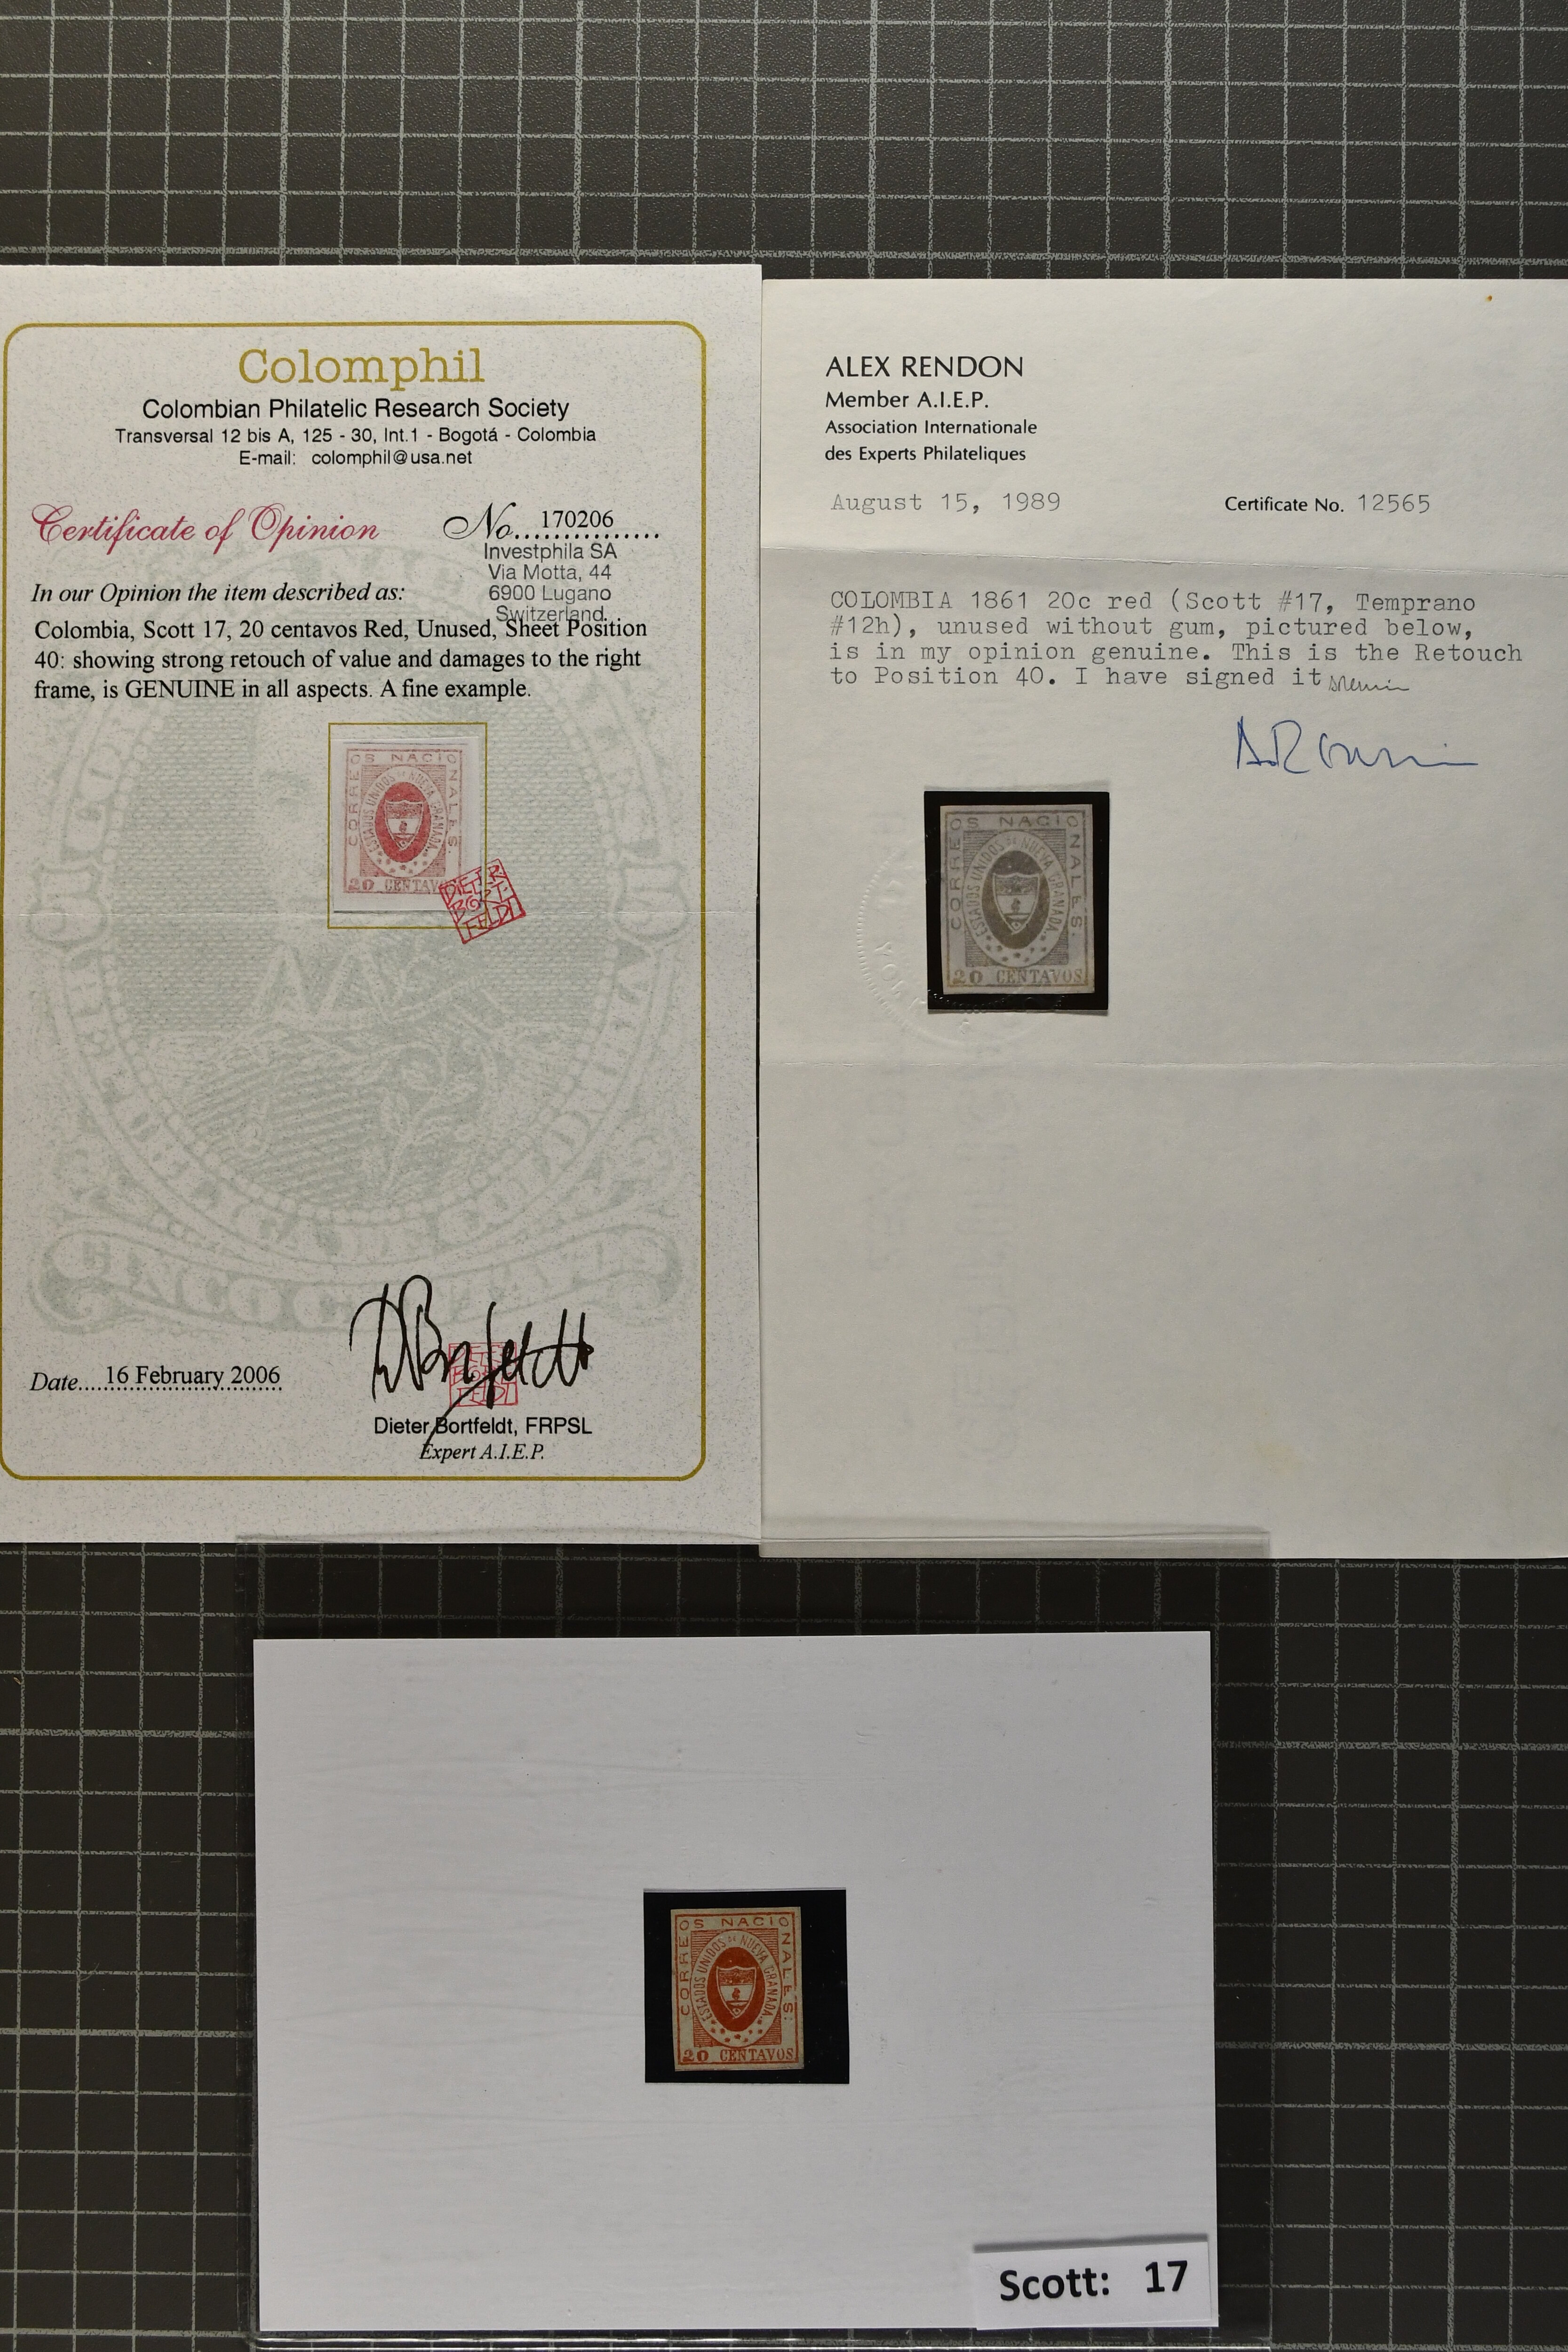 Colomphil
Colombian Philatelic Research Society
Transversal 12 bis A, 125 - 30, Int.1 - Bogotá - Colombia
E-mail: colomphil@usa.net
Certificate of Opinion No. 170206
Investphila SA
Via Motta, 44
6900 Lugano
Switzerland
In our Opinion the item described as:
Colombia, Scott 17, 20 centavos Red, Unused, Sheet Position
40: showing strong retouch of value and damages to the right
frame, is GENUINE in all aspects. A fine example.
CORREOS NACIONALES.
ESTADOS UNIDOS DE NUEVA GRANADA
20 CENTAVO
DIETER
BORT
FELDT
Date 16 February 2006
Dieter Bortfeldt, FRPSL
Expert A.I.E.P.
ALEX RENDON
Member A.I.E.P.
Association Internationale
des Experts Philateliques
August 15, 1989 Certificate No. 12565
COLOMBIA 1861 20c red (Scott #17, Temprano
#12h), unused without gum, pictured below,
is in my opinion genuine. This is the Retouch
to Position 40. I have signed it
CORREOS NACIONALES.
ESTADOS UNIDOS DE NUEVA GRANADA
20 CENTAVOS
CORREOS NACIONALES.
ESTADOS UNIDOS DE NUEVA GRANADA
20 CENTAVOS
Scott: 17